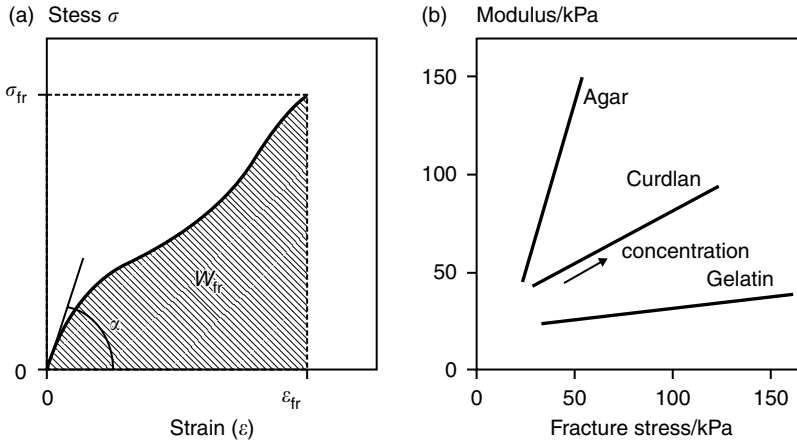 (a) Stess σ
σfr
Wfr
α
0
0
εfr
Strain (ε)
(b) Modulus/kPa
150
Agar
100
Curdlan
concentration
50
Gelatin
0
0 50 100 150
Fracture stress/kPa